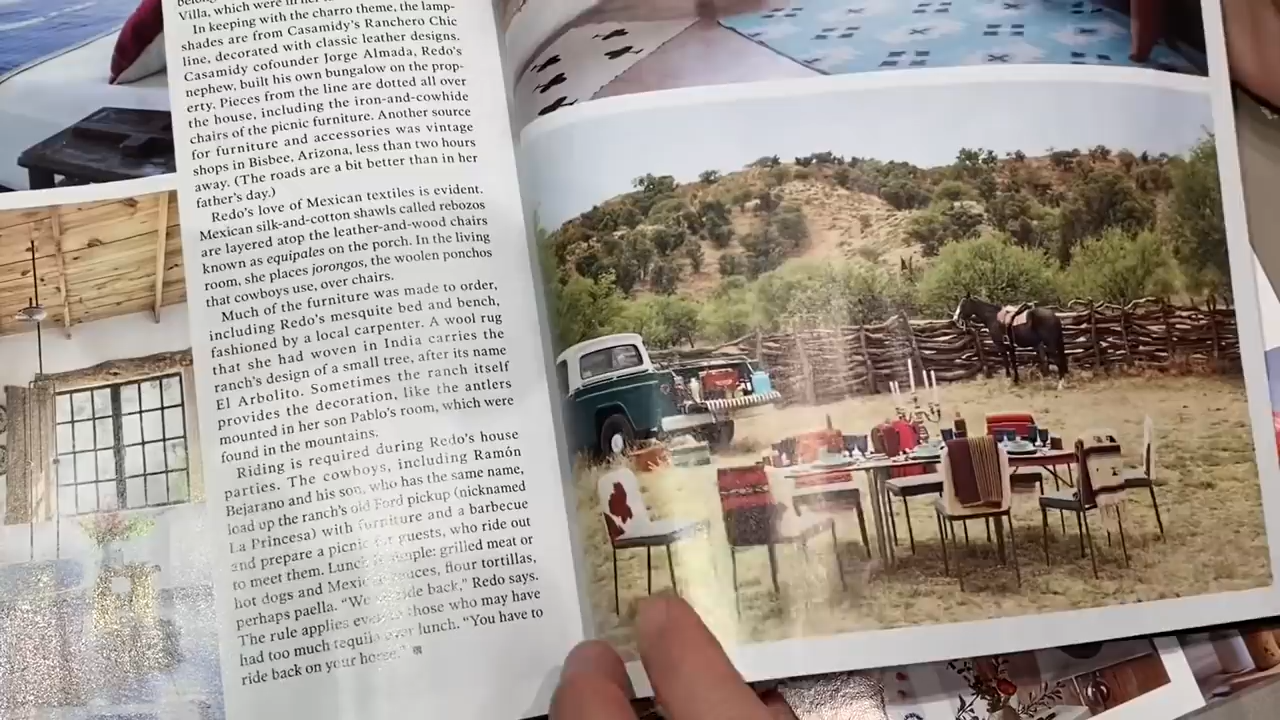 Villa, which were in her
In keeping with the charro theme, the lamp-
shades are from Casamidy's Ranchero Chic
line, decorated with classic leather designs.
Casamidy cofounder Jorge Almada, Redo's
nephew, built his own bungalow on the prop-
erty. Pieces from the line are dotted all over
the house, including the iron-and-cowhide
chairs of the picnic furniture. Another source
for furniture and accessories was vintage
shops in Bisbee, Arizona, less than two hours
away. (The roads are a bit better than in her
father's day.)
Redo's love of Mexican textiles is evident.
Mexican silk-and-cotton shawls called rebozos
are layered atop the leather-and-wood chairs
known as equipales on the porch. In the living
room, she places jorongos, the woolen ponchos
that cowboys use, over chairs.
Much of the furniture was made to order,
including Redo's mesquite bed and bench,
fashioned by a local carpenter. A wool rug
that she had woven in India carries the
ranch's design of a small tree, after its name
El Arbolito. Sometimes the ranch itself
provides the decoration, like the antlers
mounted in her son Pablo's room, which were
found in the mountains.
Riding is required during Redo's house
parties. The cowboys, including Ramón
Bejarano and his son, who has the same name,
load up the ranch's old Ford pickup (nicknamed
La Princesa) with furniture and a barbecue
and prepare a picnic for guests, who ride out
to meet them. Lunch simple: grilled meat or
hot dogs and Mexican sauces, flour tortillas,
perhaps paella. "We ride back," Redo says.
The rule applies even those who may have
had too much tequila over lunch. "You have to
ride back on your horse."